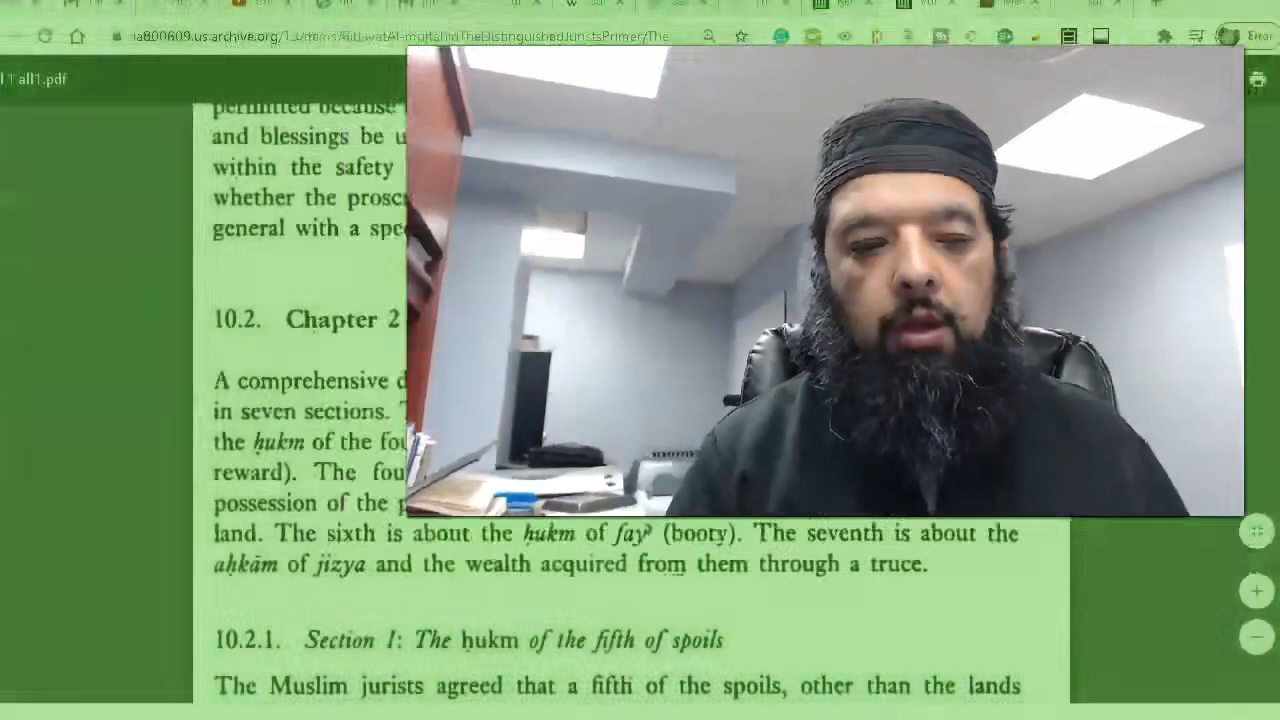 l 1 all1.pdf
permitted because
and blessings be u
within the safety
whether the prosc
general with a spe
10.2. Chapter 2
A comprehensive d
in seven sections. T
the ḥukm of the fou
reward). The fou
possession of the p
land. The sixth is about the ḥukm of fayʾ (booty). The seventh is about the
aḥkām of jizya and the wealth acquired from them through a truce.
10.2.1. Section 1: The ḥukm of the fifth of spoils
The Muslim jurists agreed that a fifth of the spoils, other than the lands